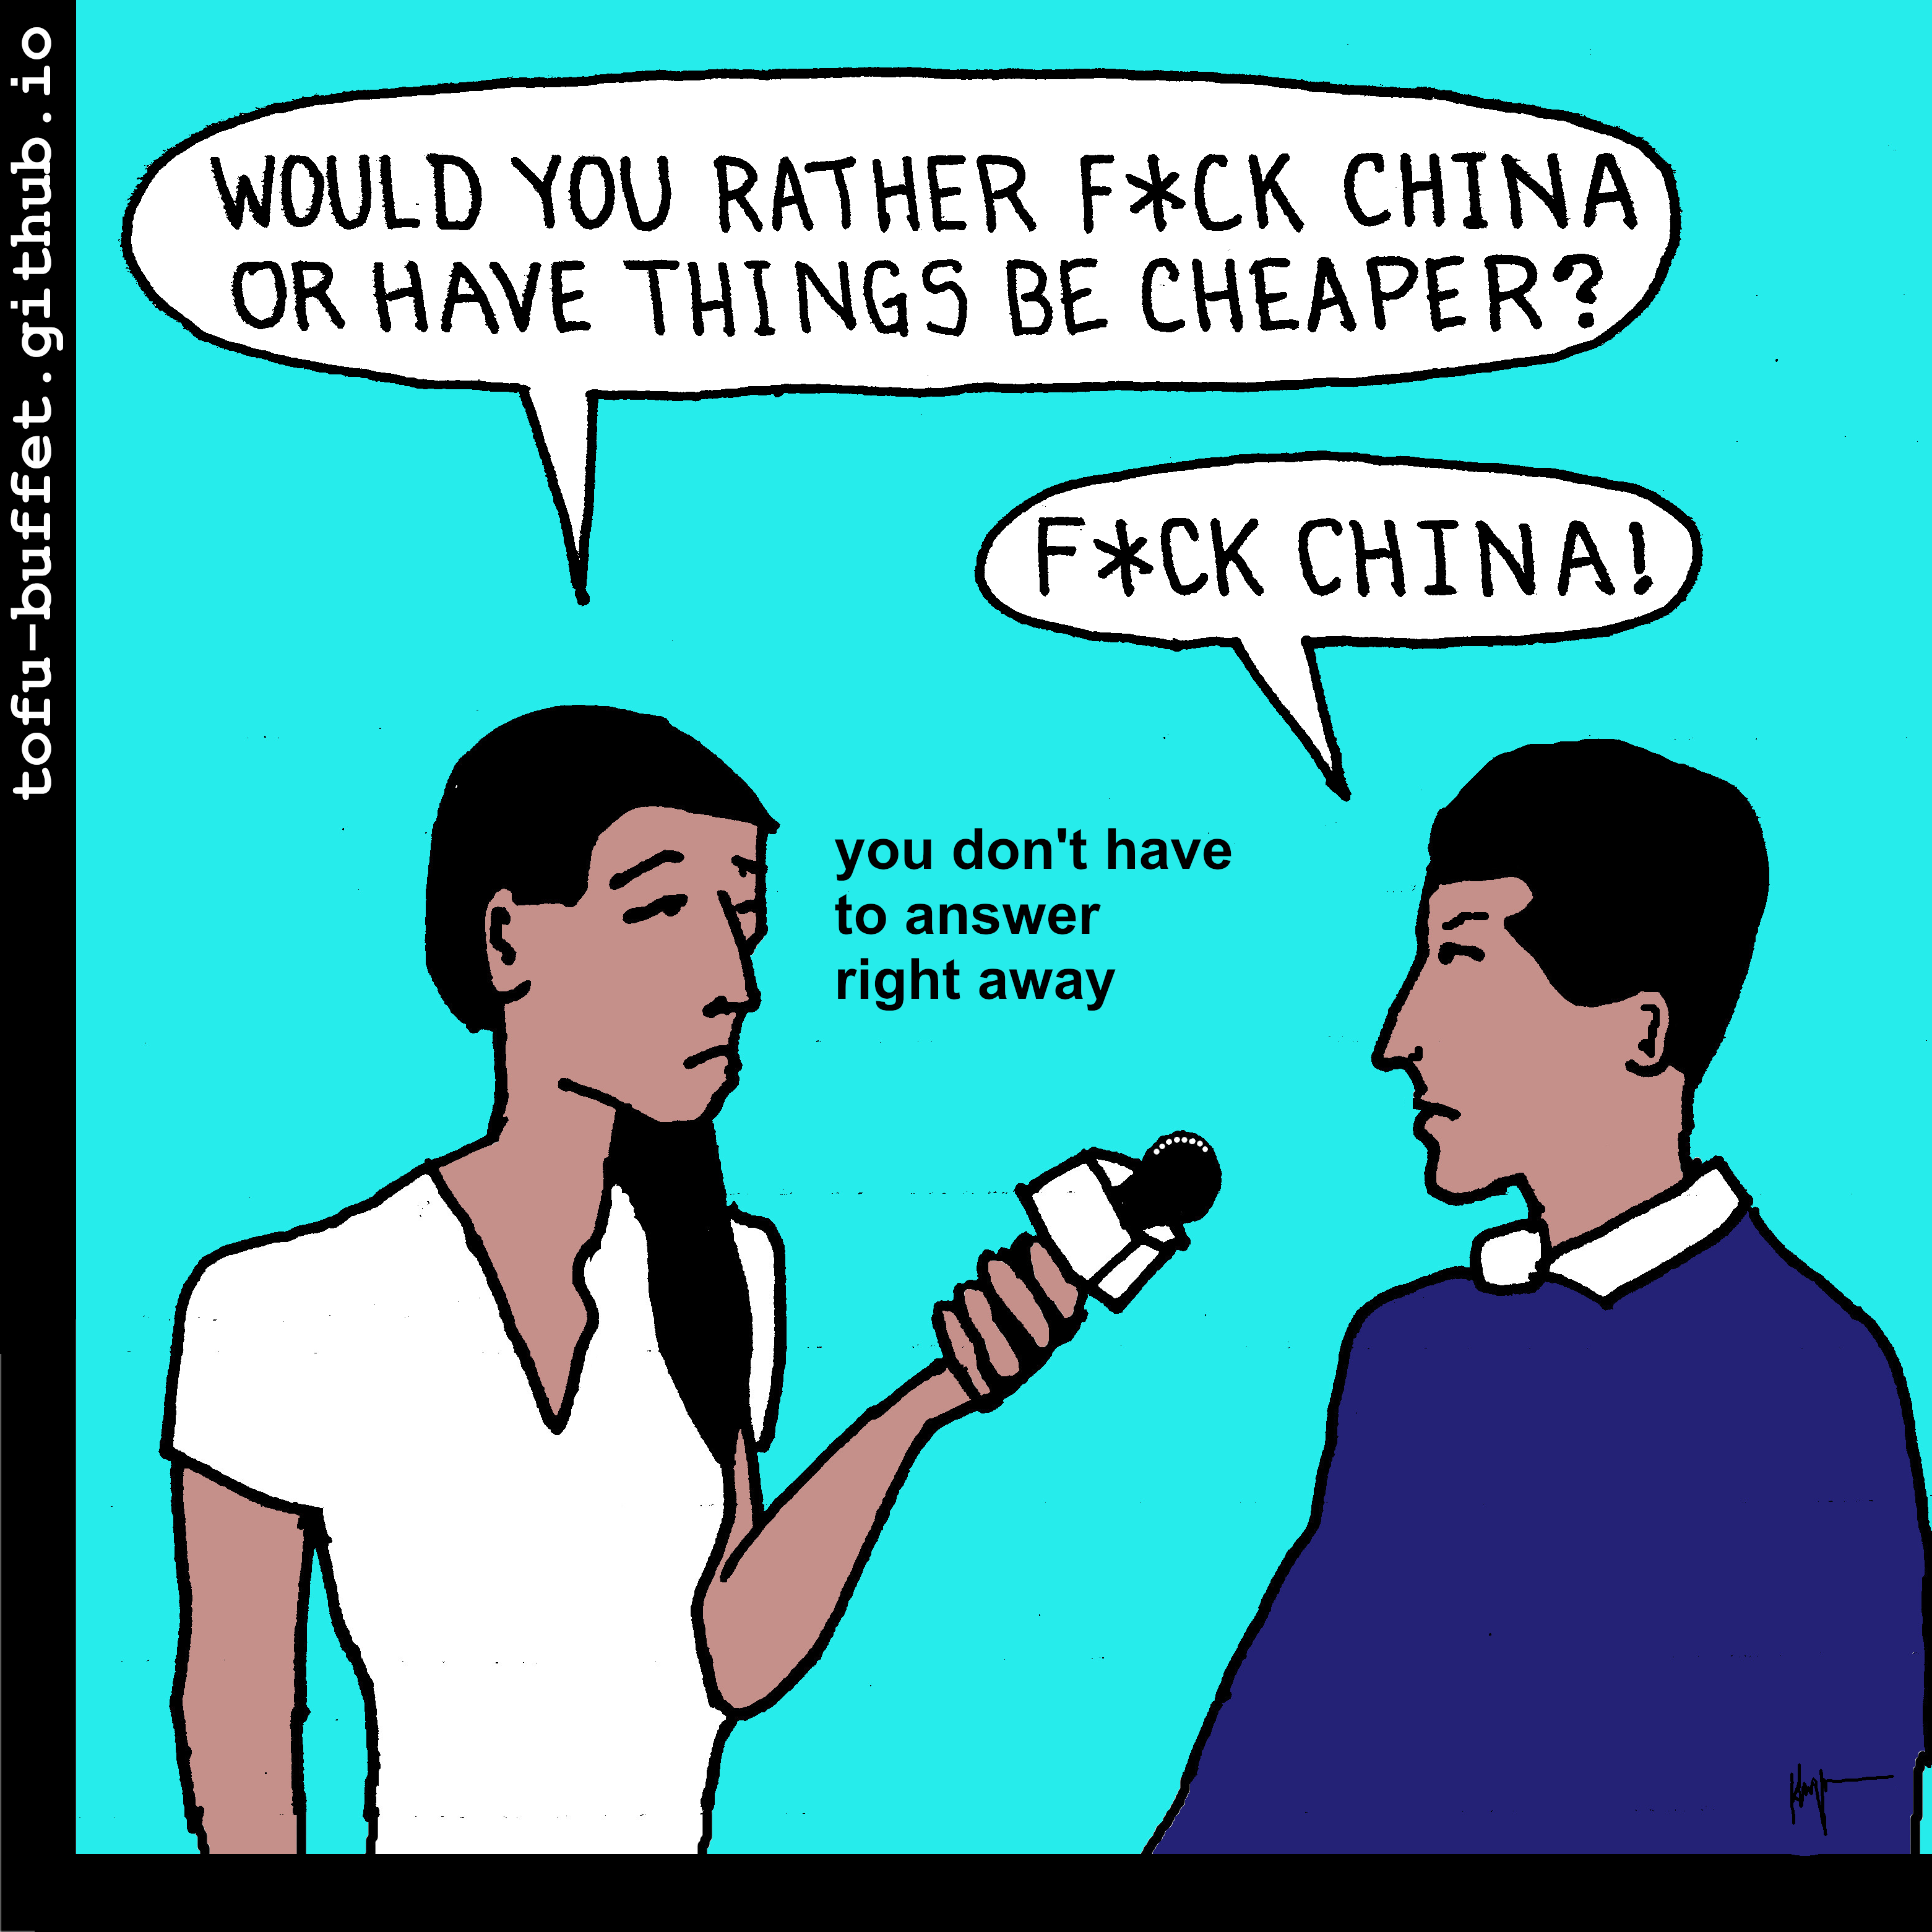 tofu-buffet.github.io
WOULD YOU RATHER F*CK CHINA
OR HAVE THINGS BE CHEAPER?
F*CK CHINA!
you don't have
to answer
right away